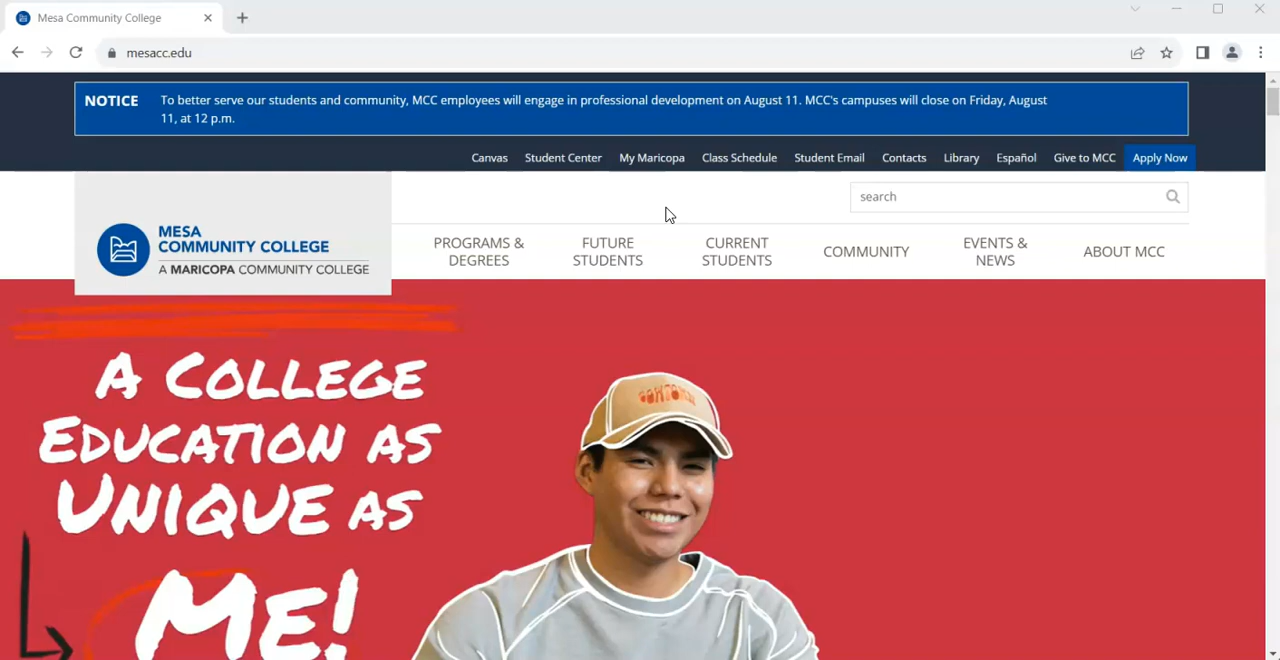 Mesa Community College
mesacc.edu
NOTICE
To better serve our students and community, MCC employees will engage in professional development on August 11. MCC's campuses will close on Friday, August
11, at 12 p.m.
Canvas Student Center My Maricopa Class Schedule Student Email Contacts Library Español Give to MCC Apply Now
search
MESA
COMMUNITY COLLEGE
A MARICOPA COMMUNITY COLLEGE
PROGRAMS &
DEGREES
FUTURE
STUDENTS
CURRENT
STUDENTS
COMMUNITY
EVENTS &
NEWS
ABOUT MCC
A COLLEGE
EDUCATION AS
UNIQUE AS
ME!